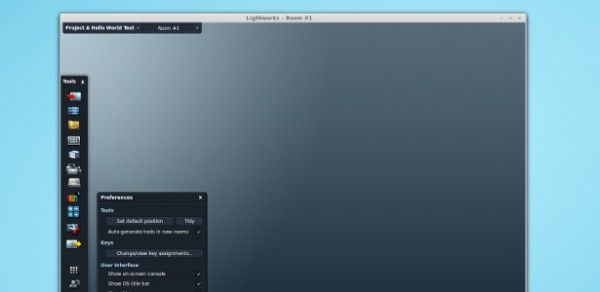 Lightworks - Room #1
Project A Hello World Test
Room #1
Tools
Preferences
Tools
Set default position
Tidy
Auto-generate tools in new rooms
Keys
Change/view key assignments..
User Interface
Show on-screen console
Show OS title bar